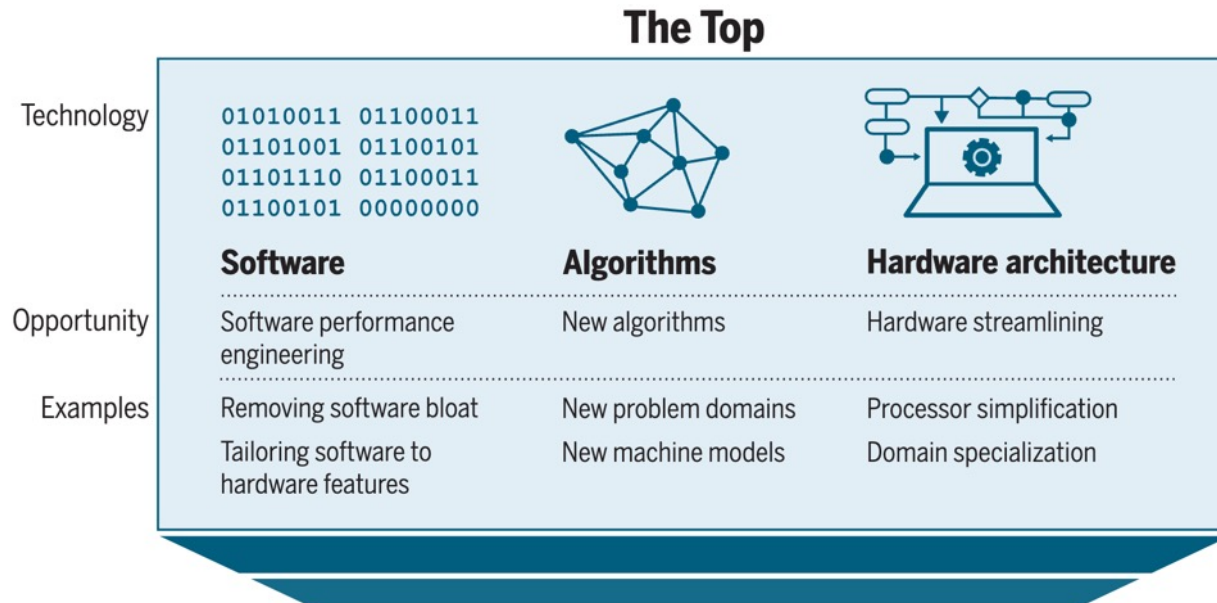 The Top
Technology
01010011 01100011
01101001 01100101
01101110 01100011
01100101 00000000
Software
Algorithms
Hardware architecture
Opportunity
Software performance
engineering
New algorithms
Hardware streamlining
Examples
Removing software bloat
New problem domains
Processor simplification
Tailoring software to
hardware features
New machine models
Domain specialization